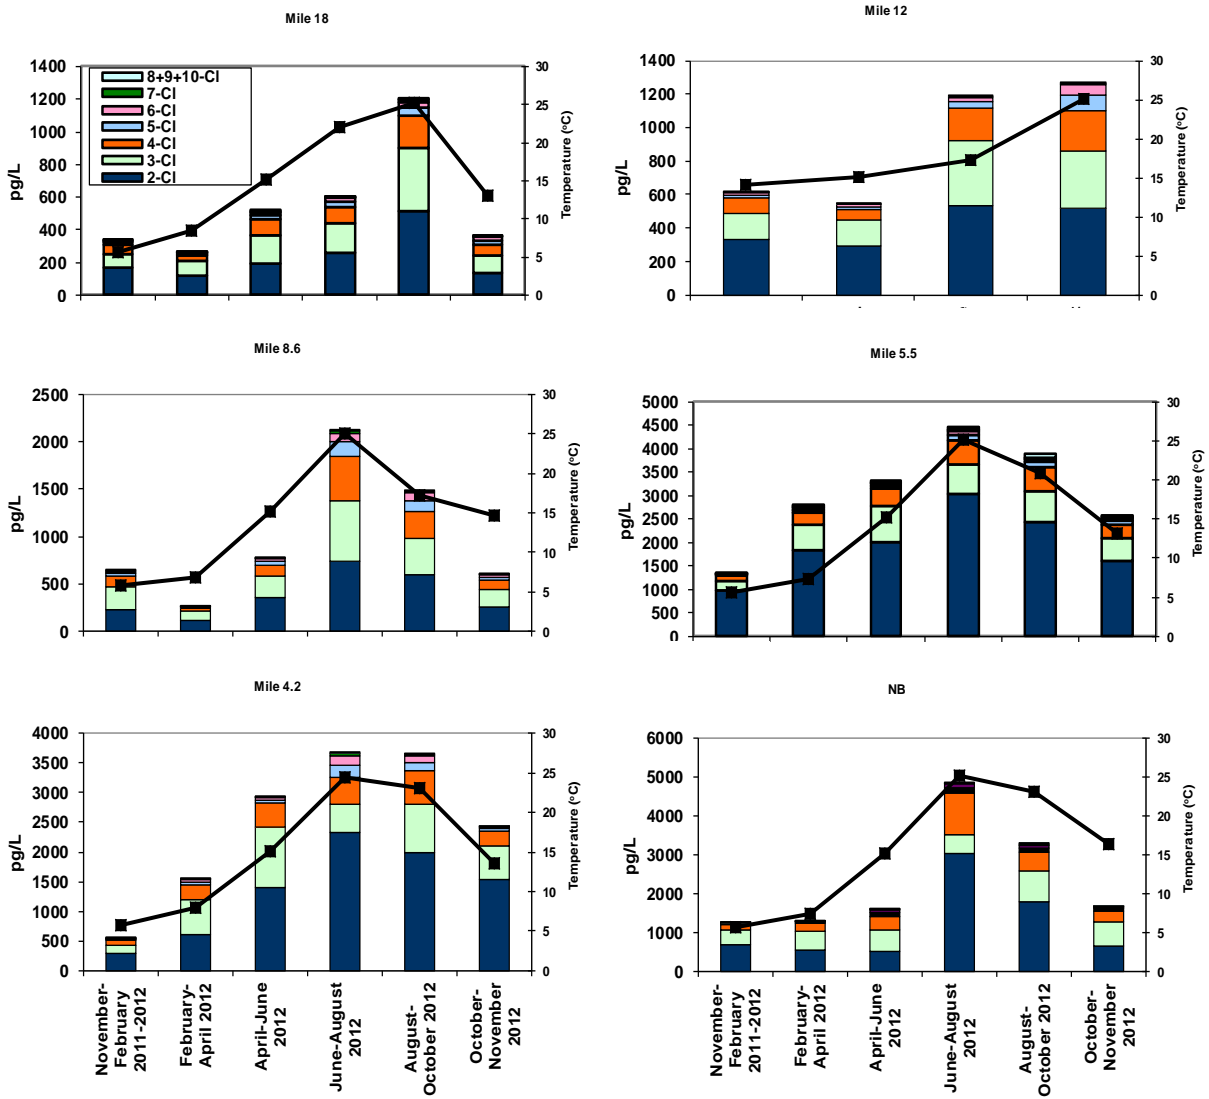 Mile 18
1400
1200
1000
800
600
400
200
0
pg/L
8+9+10-Cl
7-Cl
6-Cl
5-Cl
4-Cl
3-Cl
2-Cl
30
25
20
15
10
5
0
Temperature (°C)
Mile 12
1400
1200
1000
800
600
400
200
0
pg/L
30
25
20
15
10
5
0
Temperature (°C)
Mile 8.6
2500
2000
1500
1000
500
0
pg/L
30
25
20
15
10
5
0
Temperature (°C)
Mile 5.5
5000
4500
4000
3500
3000
2500
2000
1500
1000
500
0
pg/L
30
25
20
15
10
5
0
Temperature (°C)
Mile 4.2
4000
3500
3000
2500
2000
1500
1000
500
0
pg/L
30
25
20
15
10
5
0
Temperature (°C)
November-
February
2011-2012
February-
April 2012
April-June
2012
June-August
2012
August-
October 2012
October-
November
2012
NB
6000
5000
4000
3000
2000
1000
0
pg/L
30
25
20
15
10
5
0
Temperature (°C)
November-
February
2011-2012
February-
April 2012
April-June
2012
June-August
2012
August-
October 2012
October-
November
2012